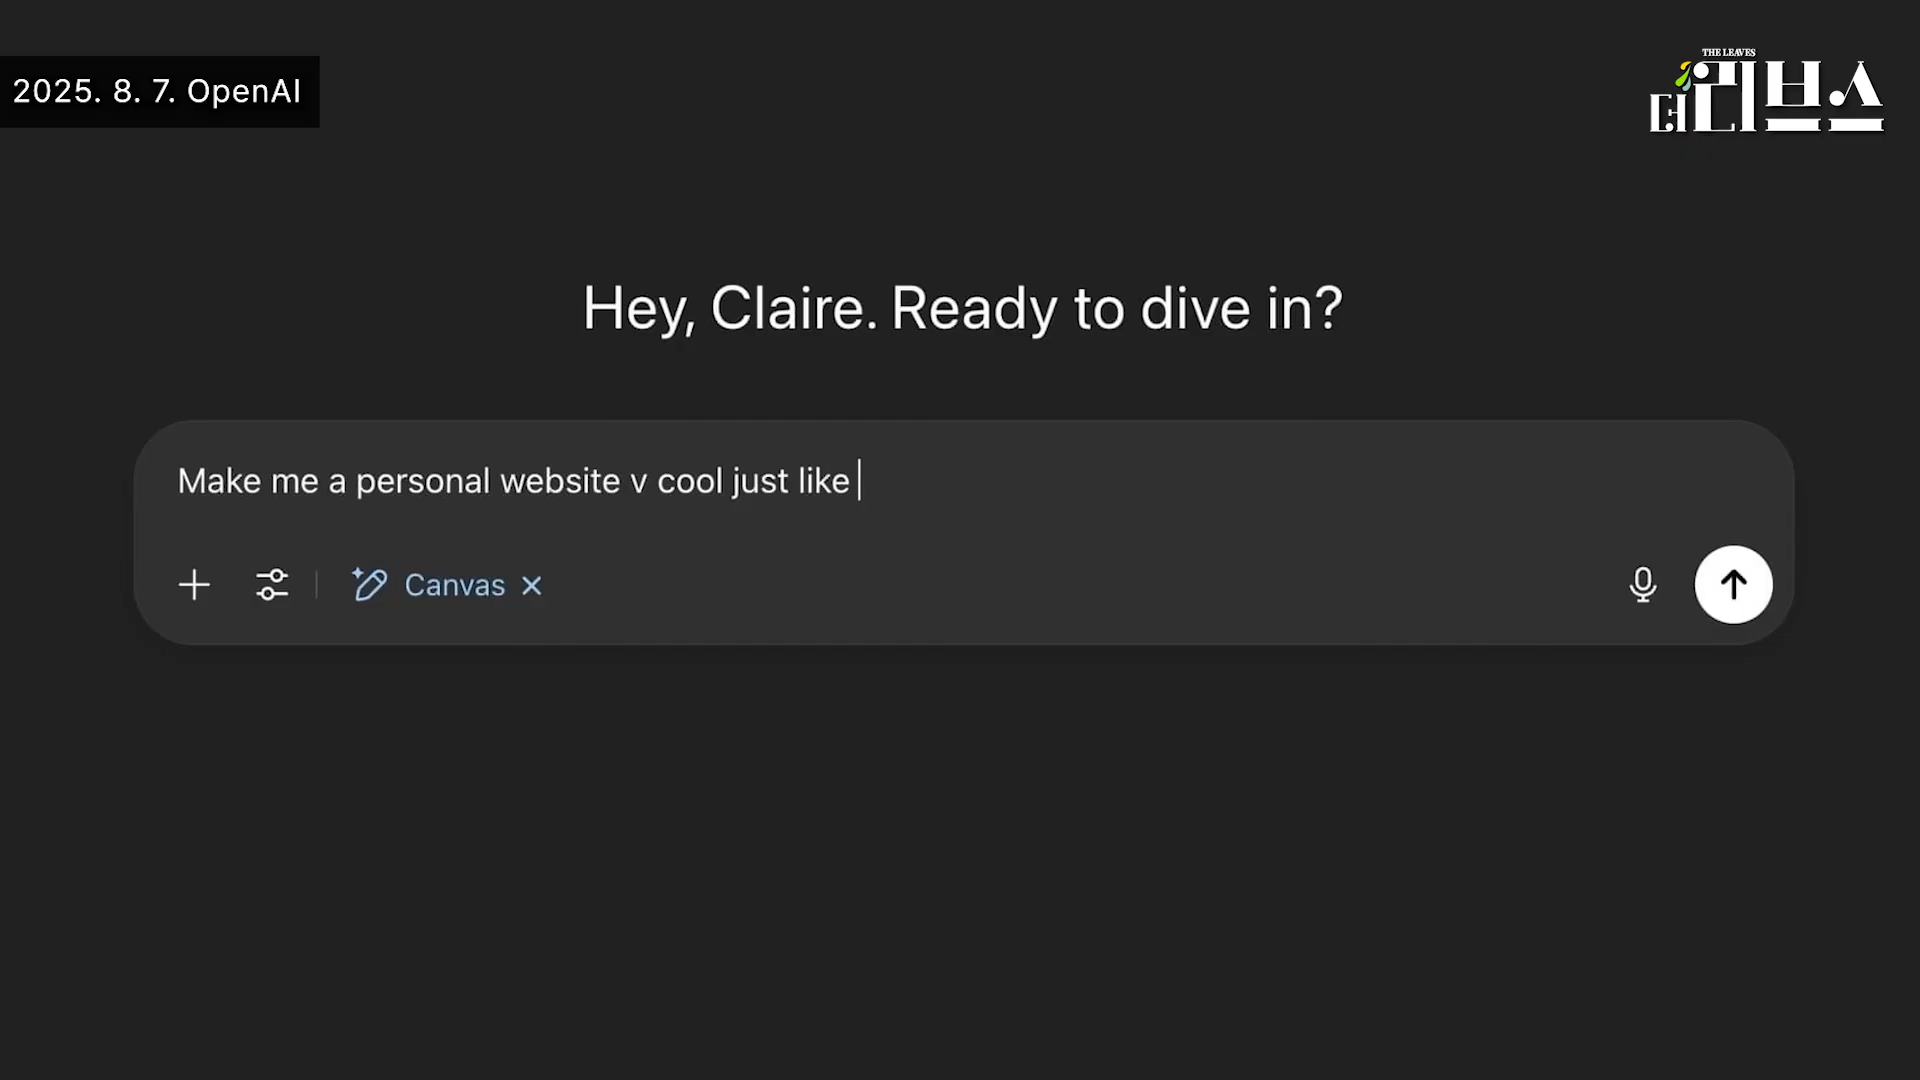 2025. 8. 7. OpenAI
THE LEAVES
더리브스
Hey, Claire. Ready to dive in?
Make me a personal website v cool just like
Canvas